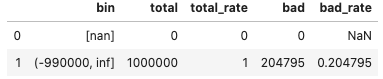 bin total total_rate bad bad_rate
0 [nan] 0 0 0 NaN
1 (-990000, inf] 1000000 1 204795 0.204795